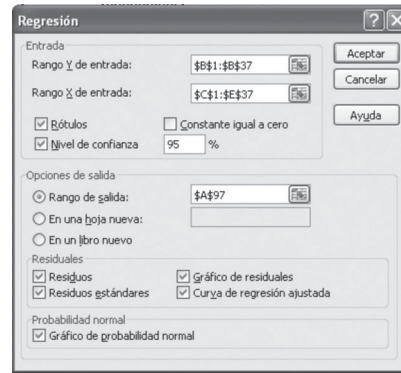 Regresión
Entrada
Rango Y de entrada: $B$1:$B$37
Rango X de entrada: $C$1:$E$37
Rótulos Constante igual a cero
Nivel de confianza 95 %
Aceptar
Cancelar
Ayuda
Opciones de salida
Rango de salida: $A$97
En una hoja nueva:
En un libro nuevo
Residuales
Residuos Gráfico de residuales
Residuos estándares Curva de regresión ajustada
Probabilidad normal
Gráfico de probabilidad normal